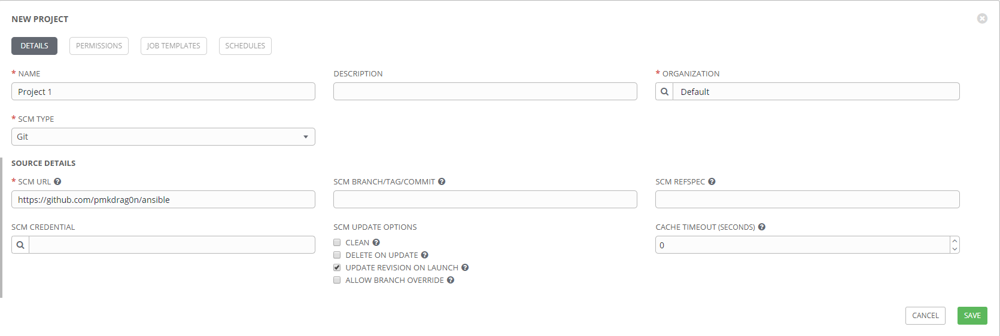 NEW PROJECT
DETAILS PERMISSIONS JOB TEMPLATES SCHEDULES
* NAME DESCRIPTION * ORGANIZATION
Project 1 Default
* SCM TYPE
Git
SOURCE DETAILS
* SCM URL ? SCM BRANCH/TAG/COMMIT ? SCM REFSPEC ?
https://github.com/pmkdrag0n/ansible
SCM CREDENTIAL SCM UPDATE OPTIONS CACHE TIMEOUT (SECONDS) ?
CLEAN ? 0
DELETE ON UPDATE ?
UPDATE REVISION ON LAUNCH ?
ALLOW BRANCH OVERRIDE ?
CANCEL SAVE